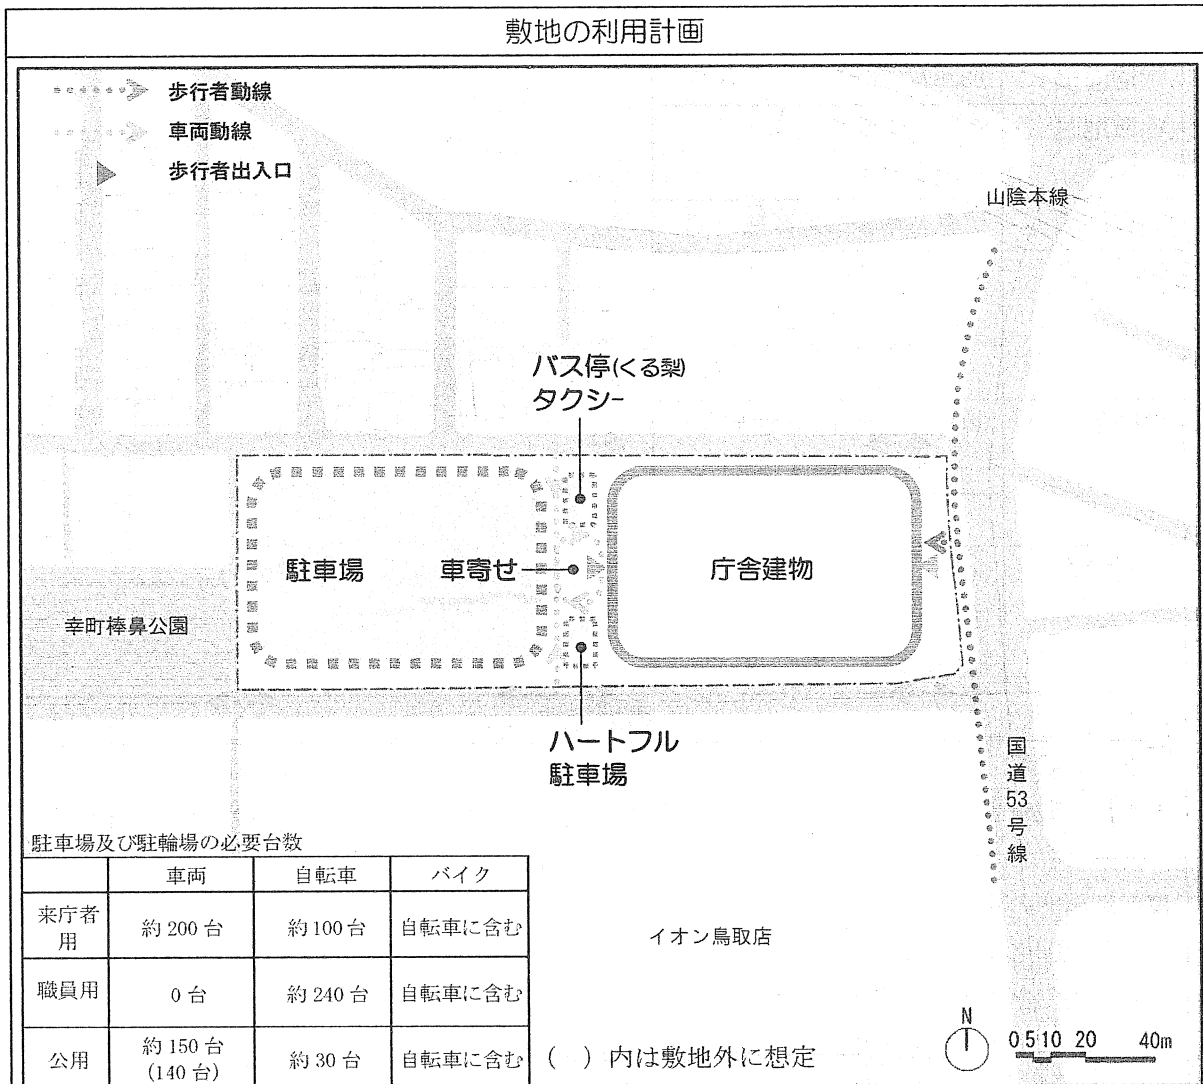 敷地の利用計画
歩行者動線
車両動線
歩行者出入口
山陰本線
バス停(くる梨)
タクシー
駐車場
車寄せ
庁舎建物
幸町棒鼻公園
ハートフル
駐車場
国道53号線
駐車場及び駐輪場の必要台数
車両 自転車 バイク
来庁者用 約200台 約100台 自転車に含む
職員用 0台 約240台 自転車に含む
公用 約150台 (140台) 約30台 自転車に含む
( )内は敷地外に想定
イオン鳥取店
N
0 5 10 20 40m